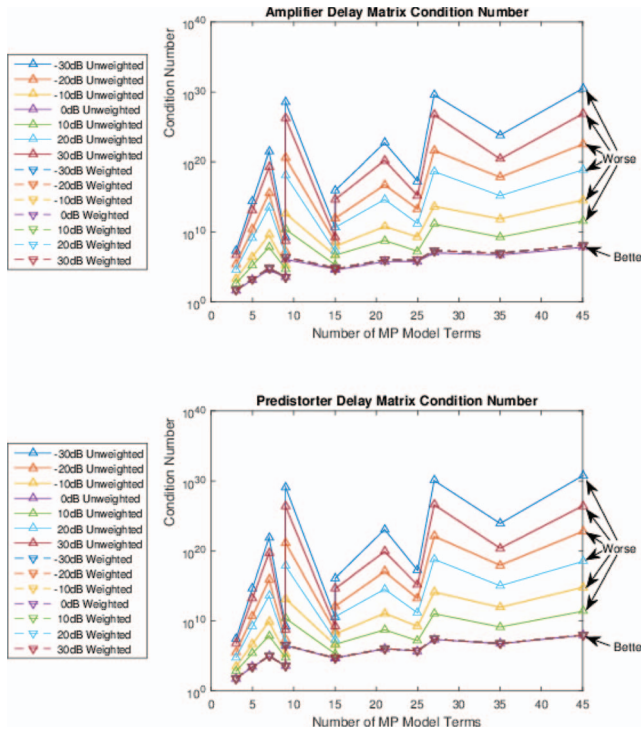 Amplifier Delay Matrix Condition Number
-30dB Unweighted
-20dB Unweighted
-10dB Unweighted
0dB Unweighted
10dB Unweighted
20dB Unweighted
30dB Unweighted
-30dB Weighted
-20dB Weighted
-10dB Weighted
0dB Weighted
10dB Weighted
20dB Weighted
30dB Weighted
Condition Number
10^40
10^30
10^20
10^10
10^0
Worse
Better
0 5 10 15 20 25 30 35 40 45
Number of MP Model Terms
Predistorter Delay Matrix Condition Number
-30dB Unweighted
-20dB Unweighted
-10dB Unweighted
0dB Unweighted
10dB Unweighted
20dB Unweighted
30dB Unweighted
-30dB Weighted
-20dB Weighted
-10dB Weighted
0dB Weighted
10dB Weighted
20dB Weighted
30dB Weighted
Condition Number
10^40
10^30
10^20
10^10
10^0
Worse
Bette
0 5 10 15 20 25 30 35 40 45
Number of MP Model Terms